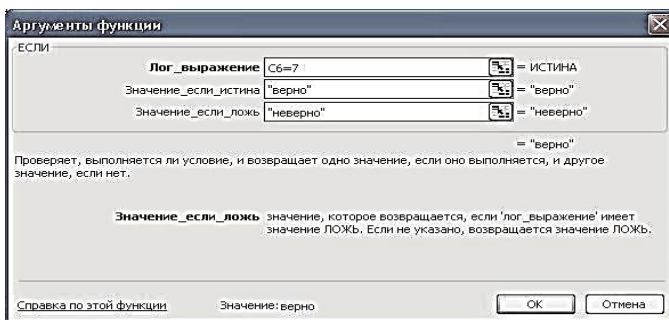 Аргументы функции
ЕСЛИ
Лог_выражение C6=7 = ИСТИНА
Значение_если_истина "верно" = "верно"
Значение_если_ложь "неверно" = "неверно"
= "верно"
Проверяет, выполняется ли условие, и возвращает одно значение, если оно выполняется, и другое
значение, если нет.
Значение_если_ложь значение, которое возвращается, если 'лог_выражение' имеет
значение ЛОЖЬ. Если не указано, возвращается значение ЛОЖЬ.
Справка по этой функции Значение: верно OK Отмена